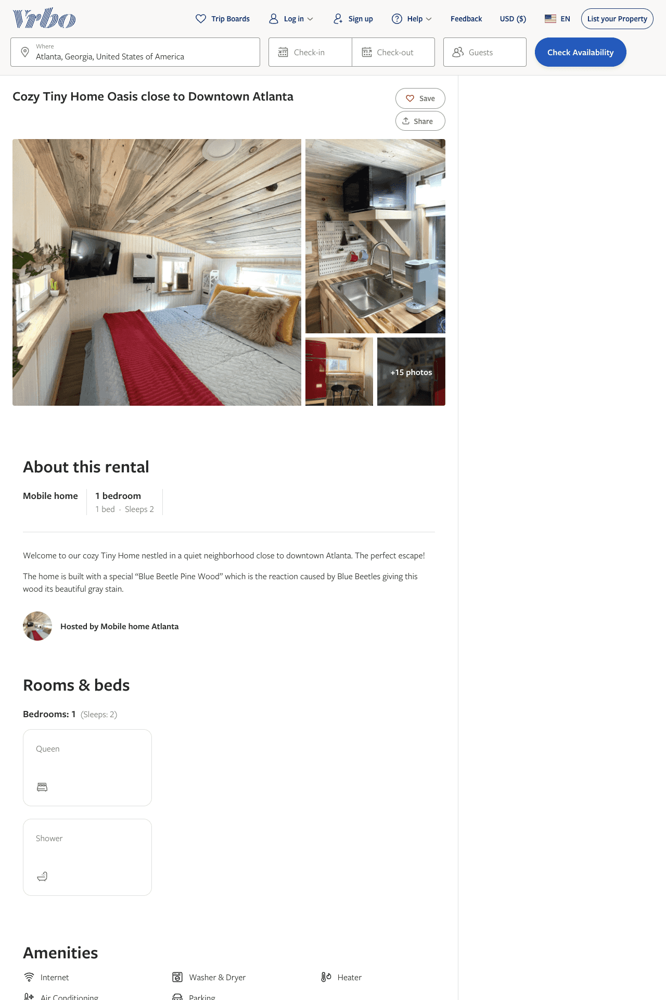 Vrbo
Trip Boards
Log in
Sign up
Help
Feedback
USD ($)
EN
List your Property
Where
Atlanta, Georgia, United States of America
Check-in
Check-out
Guests
Check Availability
Cozy Tiny Home Oasis close to Downtown Atlanta
Save
Share
+15 photos
About this rental
Mobile home
1 bedroom
1 bed · Sleeps 2
Welcome to our cozy Tiny Home nestled in a quiet neighborhood close to downtown Atlanta. The perfect escape!
The home is built with a special “Blue Beetle Pine Wood” which is the reaction caused by Blue Beetles giving this
wood its beautiful gray stain.
Hosted by Mobile home Atlanta
Rooms & beds
Bedrooms: 1 (Sleeps: 2)
Queen
Shower
Amenities
Internet
Washer & Dryer
Heater
Air Conditioning
Parking